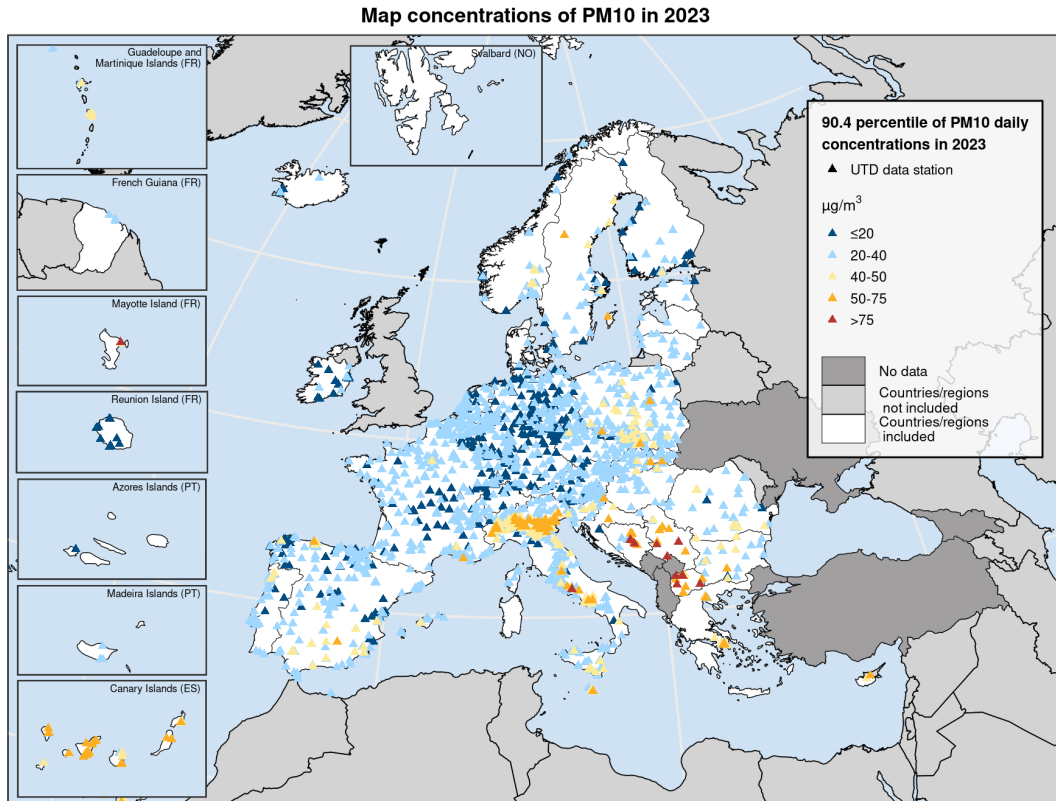 Map concentrations of PM10 in 2023
Guadeloupe and
Martinique Islands (FR)
Svalbard (NO)
French Guiana (FR)
Mayotte Island (FR)
Reunion Island (FR)
Azores Islands (PT)
Madeira Islands (PT)
Canary Islands (ES)
90.4 percentile of PM10 daily
concentrations in 2023
UTD data station
µg/m³
≤20
20-40
40-50
50-75
>75
No data
Countries/regions
not included
Countries/regions
included